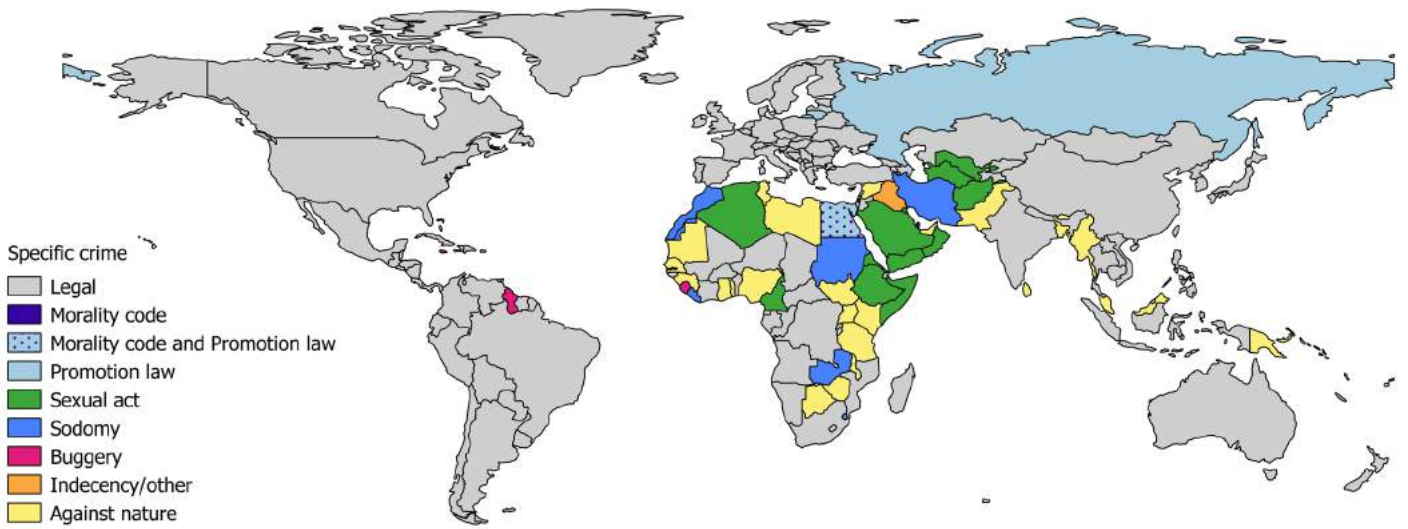 Specific crime
Legal
Morality code
Morality code and Promotion law
Promotion law
Sexual act
Sodomy
Buggery
Indecency/other
Against nature